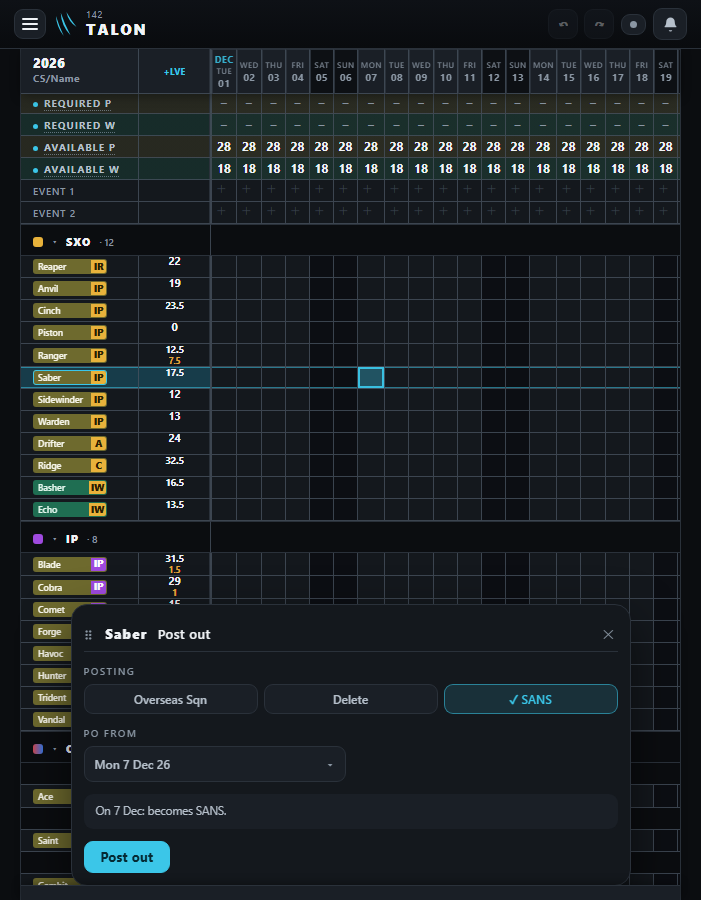 142
TALON
2026
CS/Name
+LVE
DEC
TUE WED THU FRI SAT SUN MON TUE WED THU FRI SAT SUN MON TUE WED THU FRI SAT
01 02 03 04 05 06 07 08 09 10 11 12 13 14 15 16 17 18 19
REQUIRED P – – – – – – – – – – – – – – – – – – –
REQUIRED W – – – – – – – – – – – – – – – – – – –
AVAILABLE P 28 28 28 28 28 28 28 28 28 28 28 28 28 28 28 28 28 28 28
AVAILABLE W 18 18 18 18 18 18 18 18 18 18 18 18 18 18 18 18 18 18 18
EVENT 1 + + + + + + + + + + + + + + + + + + +
EVENT 2 + + + + + + + + + + + + + + + + + + +
· SXO · 12
Reaper IR 22
Anvil IP 19
Cinch IP 23.5
Piston IP 0
Ranger IP 12.5
7.5
Saber IP 17.5
Sidewinder IP 12
Warden IP 13
Drifter A 24
Ridge C 32.5
Basher IW 16.5
Echo IW 13.5
· IP · 8
Blade IP 31.5
1.5
Cobra IP 29
1
Comet 15
Forge
Havoc
Hunter
Trident
Vandal
Ace
Saint
Saber Post out
POSTING
Overseas Sqn Delete ✓ SANS
PO FROM
Mon 7 Dec 26
On 7 Dec: becomes SANS.
Post out